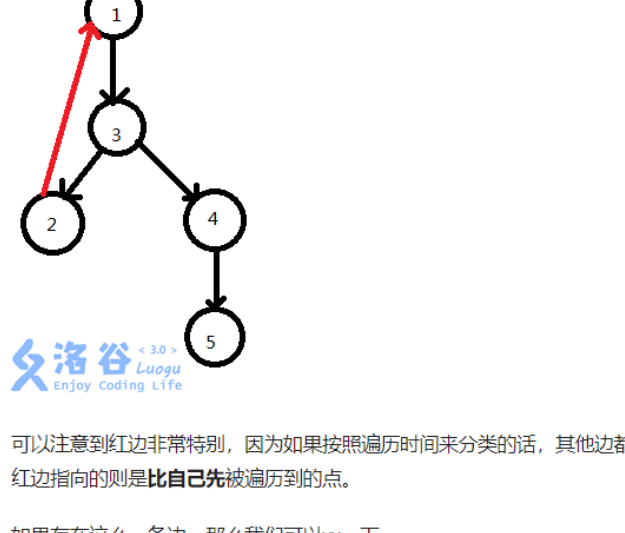 1
3
2
4
5
洛谷 < 3.0 >
Luogu
Enjoy Coding Life
可以注意到红边非常特别，因为如果按照遍历时间来分类的话，其他边都
红边指向的则是比自己先被遍历到的点。